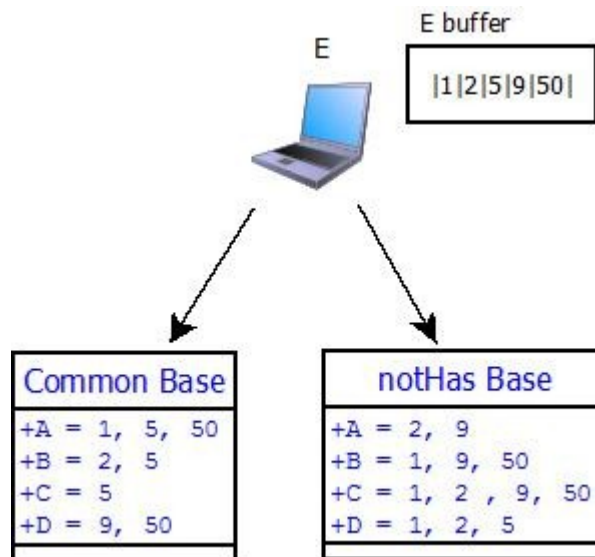 E buffer
E
|1|2|5|9|50|
Common Base
+A = 1, 5, 50
+B = 2, 5
+C = 5
+D = 9, 50
notHas Base
+A = 2, 9
+B = 1, 9, 50
+C = 1, 2 , 9, 50
+D = 1, 2, 5